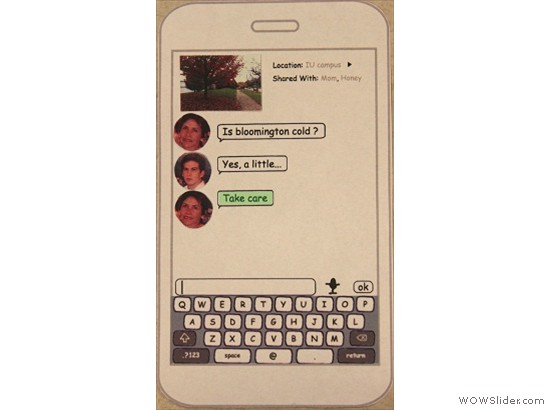 Location: IU campus
Shared With: Mom, Honey
Is bloomington cold ?
Yes, a little...
Take care
ok
Q W E R T Y U I O P
A S D F G H J K L
Z X C V B N M
.?123 space @ . return
WOWSlider.com